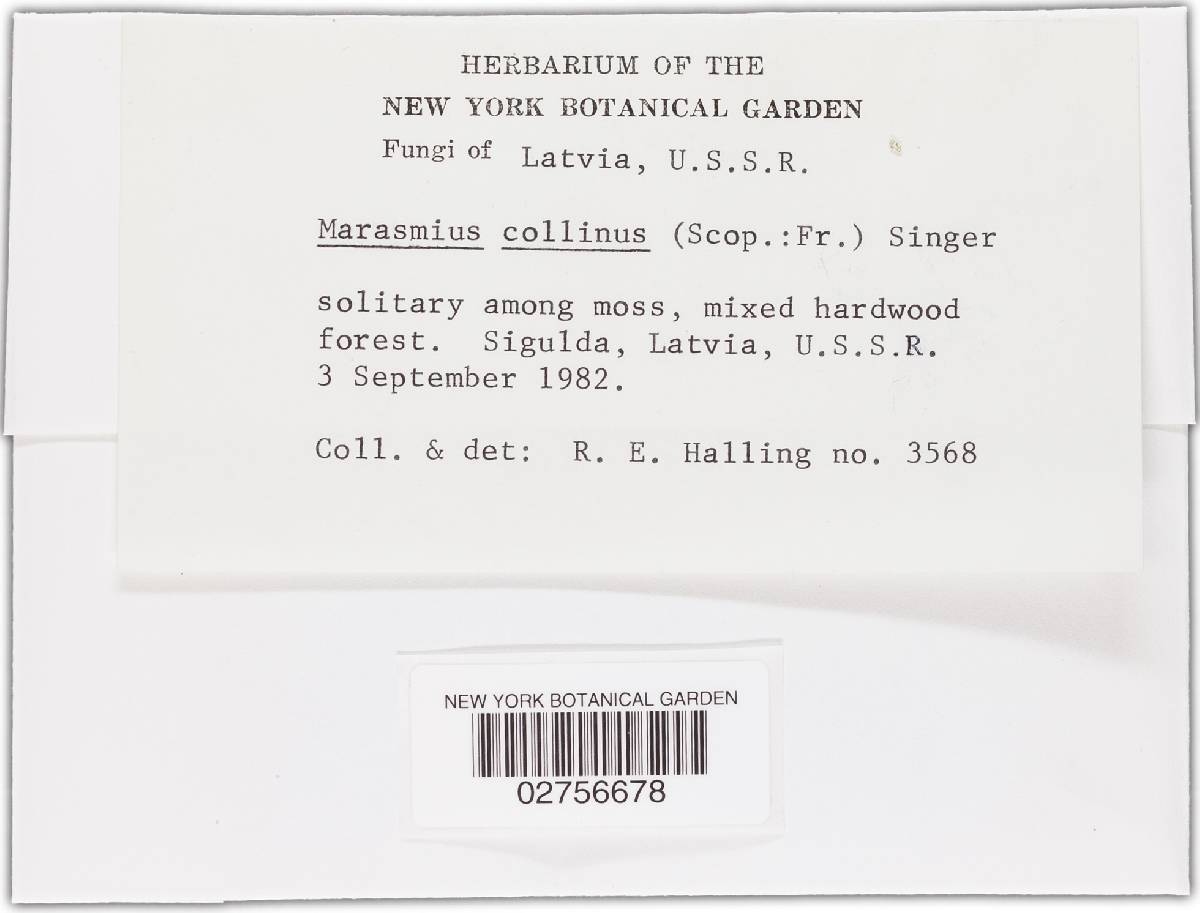 HERBARIUM OF THE
NEW YORK BOTANICAL GARDEN
Fungi of Latvia, U.S.S.R.
Marasmius collinus (Scop.:Fr.) Singer
solitary among moss, mixed hardwood
forest. Sigulda, Latvia, U.S.S.R.
3 September 1982.
Coll. & det: R. E. Halling no. 3568
NEW YORK BOTANICAL GARDEN
02756678